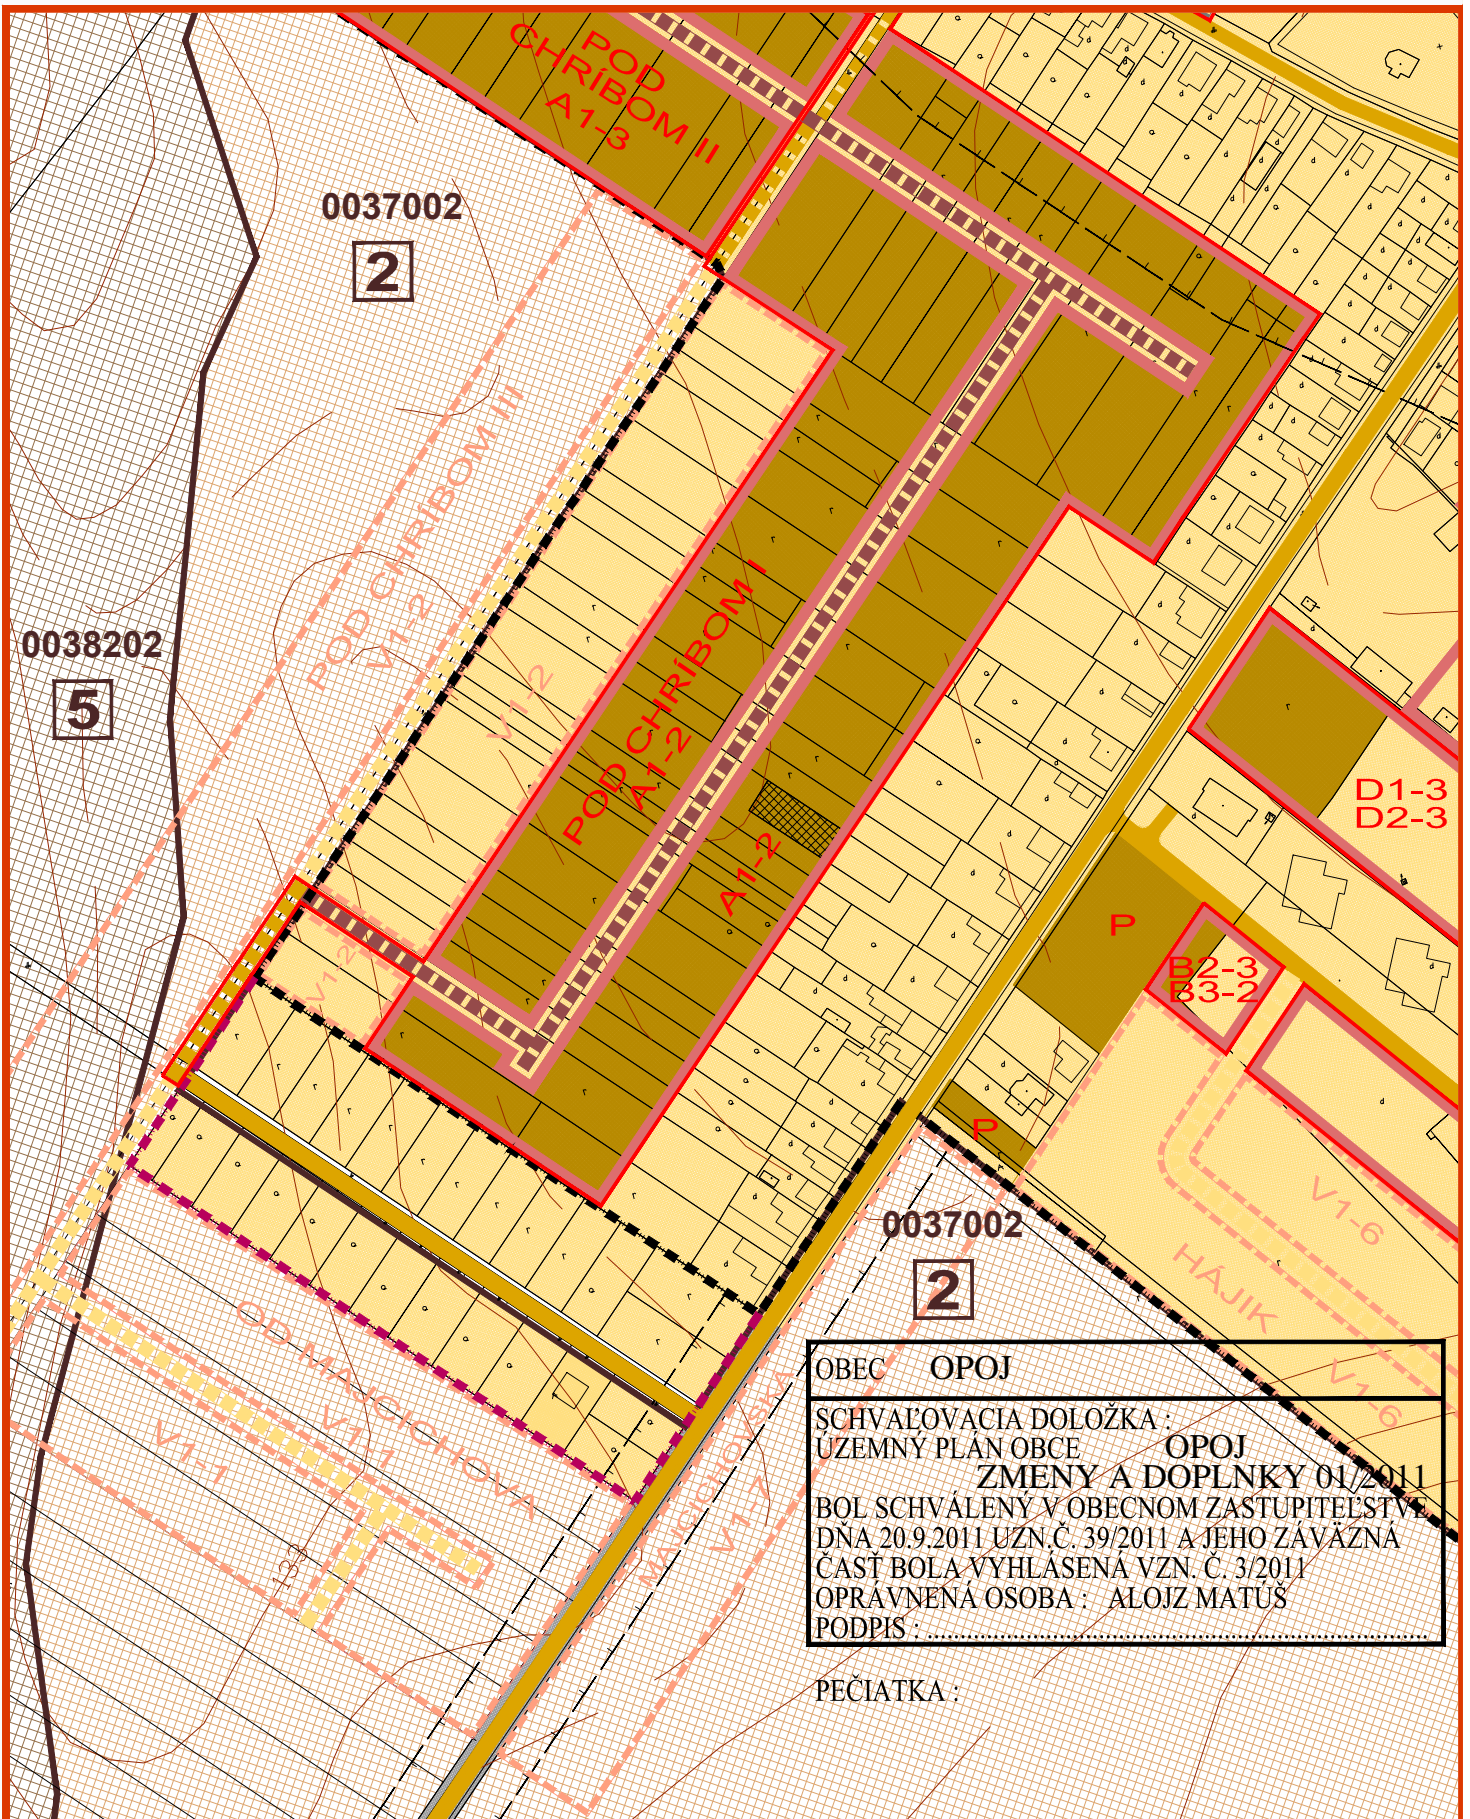 POD
CHRÍBOM II
A1-3
0037002
2
POD CHRÍBOM III
V1-2
0038202
5
V1-2
POD CHRÍBOM I
A1-2
A1-2
D1-3
D2-3
P
B2-3
B3-2
V1-2
P
V1-6
HÁJIK
V1-6
0037002
2
OD MAJCICHOVA
V1-1
V1-1
V1-7
133
OBEC OPOJ
SCHVAĽOVACIA DOLOŽKA :
ÚZEMNÝ PLÁN OBCE OPOJ
ZMENY A DOPLNKY 01/2011
BOL SCHVÁLENÝ V OBECNOM ZASTUPITEĽSTVE
DŇA 20.9.2011 UZN.Č. 39/2011 A JEHO ZÁVÄZNÁ
ČASŤ BOLA VYHLÁSENÁ VZN. Č. 3/2011
OPRÁVNENÁ OSOBA : ALOJZ MATÚŠ
PODPIS : ............................................................................
PEČIATKA :